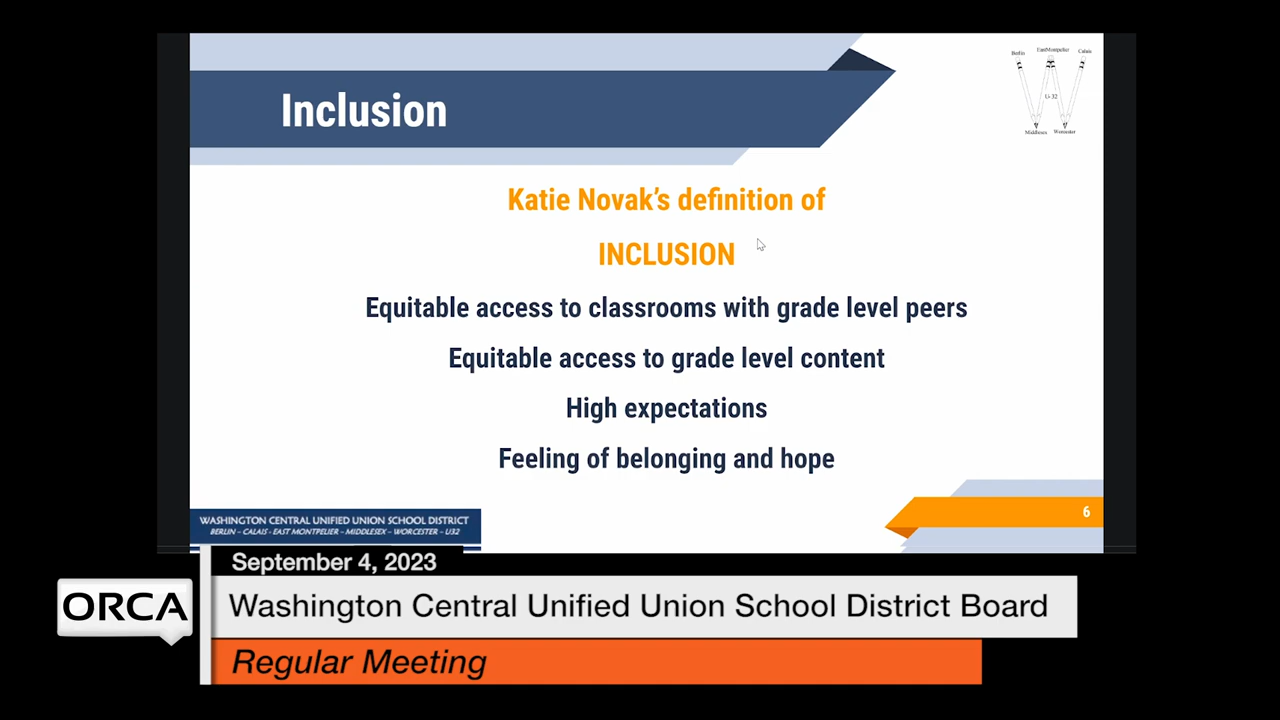 Inclusion
Berlin EastMontpelier Calais
U-32
Middlesex Worcester
Katie Novak's definition of
INCLUSION
Equitable access to classrooms with grade level peers
Equitable access to grade level content
High expectations
Feeling of belonging and hope
6
WASHINGTON CENTRAL UNIFIED UNION SCHOOL DISTRICT
BERLIN – CALAIS - EAST MONTPELIER – MIDDLESEX – WORCESTER – U32
September 4, 2023
ORCA
Washington Central Unified Union School District Board
Regular Meeting